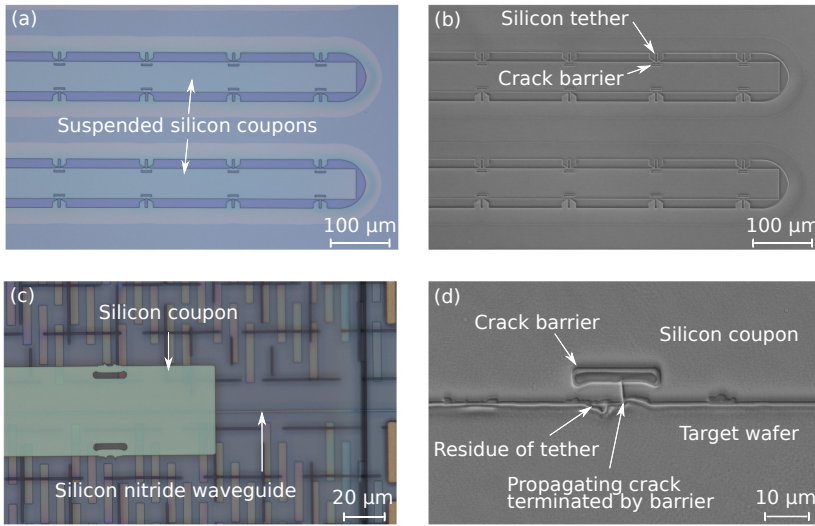 (a)
Suspended silicon coupons
100 μm
(b)
Silicon tether
Crack barrier
100 μm
(c)
Silicon coupon
Silicon nitride waveguide
20 μm
(d)
Crack barrier
Silicon coupon
Residue of tether
Target wafer
Propagating crack
terminated by barrier
10 μm